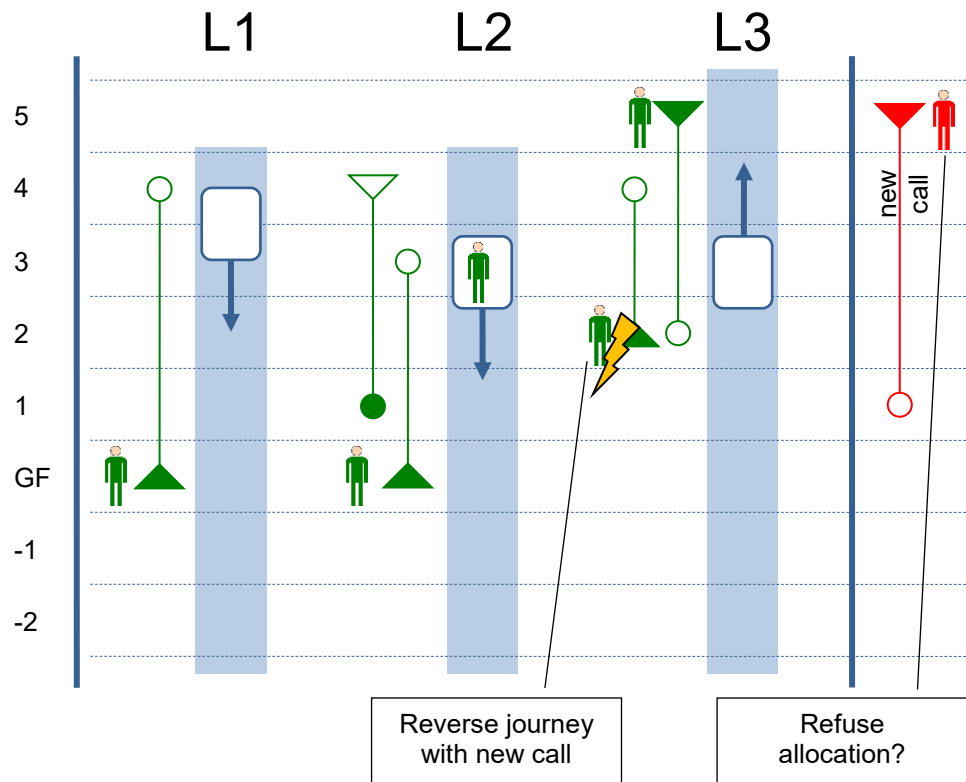 L1 L2 L3
5
4
new call
3
2
1
GF
-1
-2
Reverse journey
with new call
Refuse
allocation?